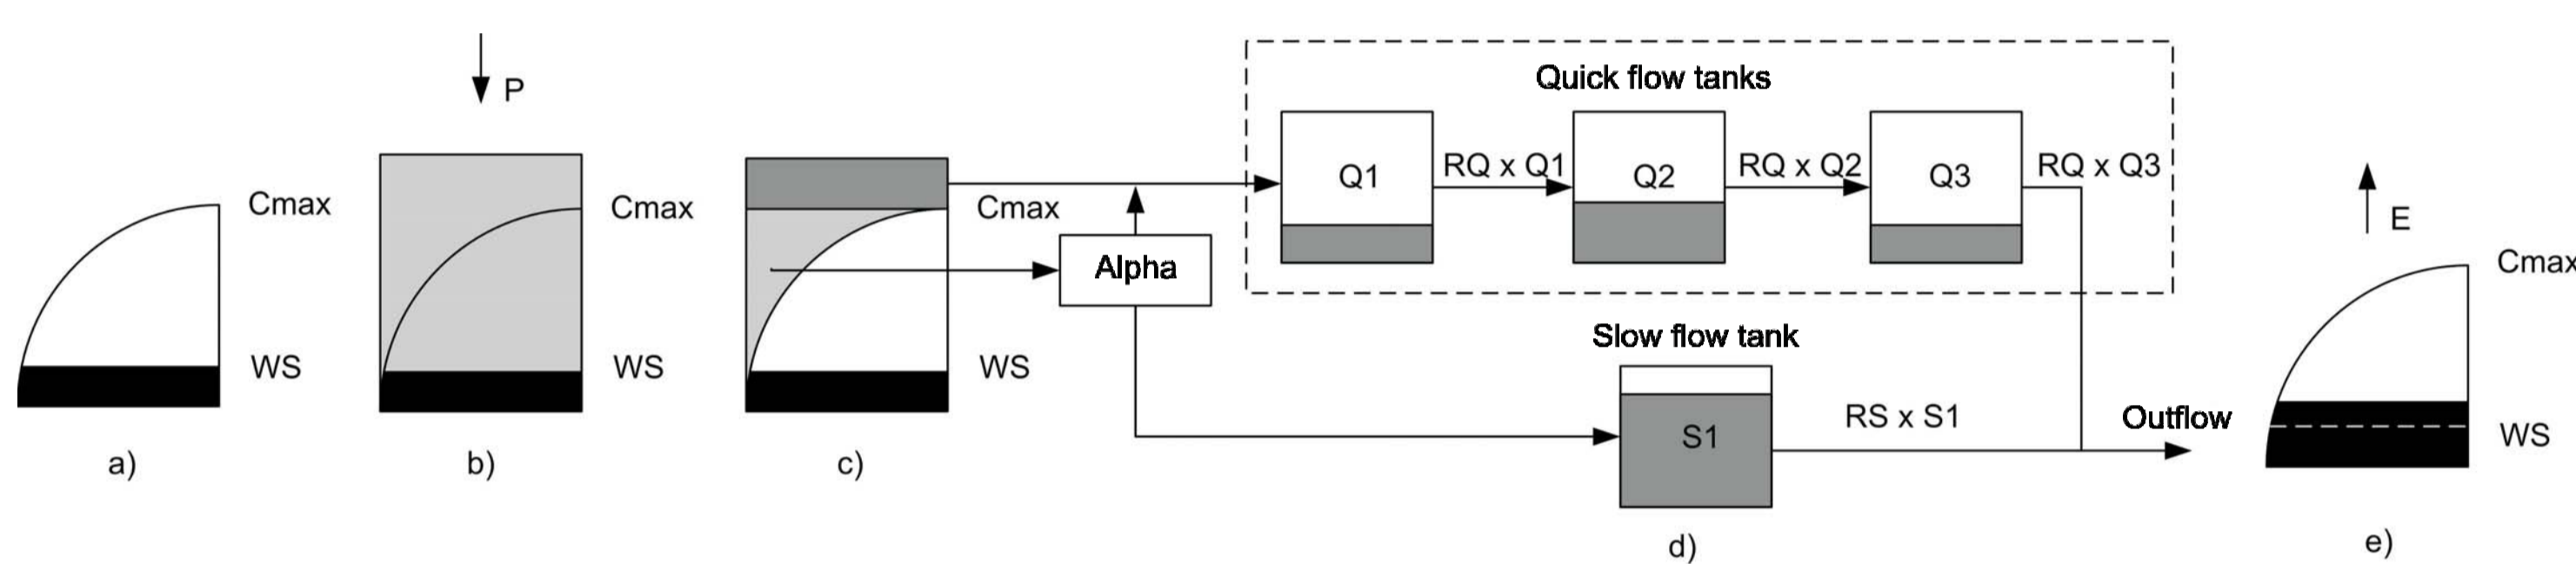 P
Quick flow tanks
Cmax
Cmax
Cmax
Q1
RQ x Q1
Q2
RQ x Q2
Q3
RQ x Q3
E
Alpha
Cmax
WS
WS
WS
Slow flow tank
S1
RS x S1
Outflow
WS
a)
b)
c)
d)
e)